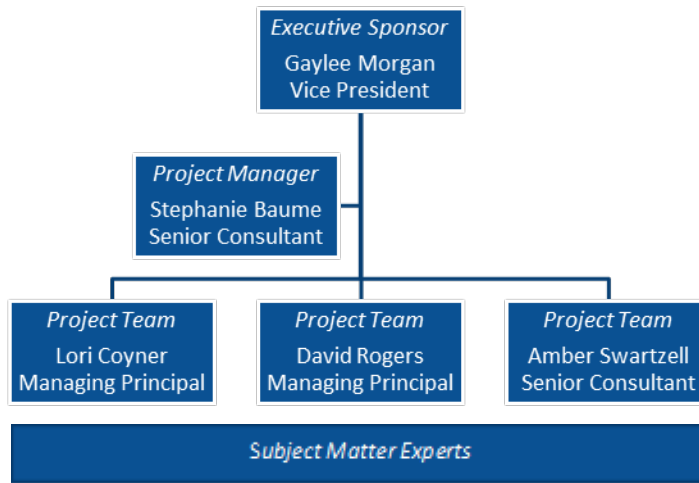 Executive Sponsor
Gaylee Morgan
Vice President
Project Manager
Stephanie Baume
Senior Consultant
Project Team
Lori Coyner
Managing Principal
Project Team
David Rogers
Managing Principal
Project Team
Amber Swartzell
Senior Consultant
Subject Matter Experts